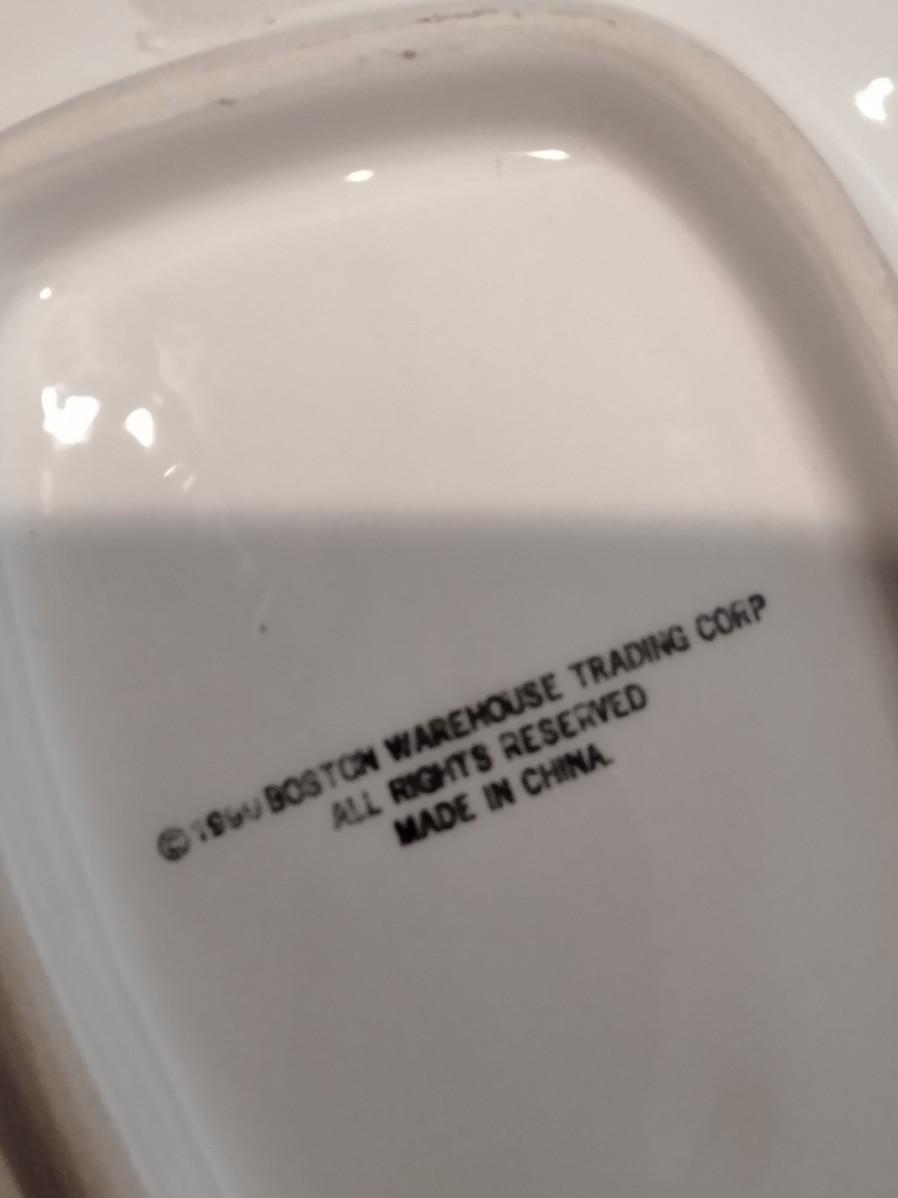 © BOSTON WAREHOUSE TRADING CORP
ALL RIGHTS RESERVED
MADE IN CHINA.